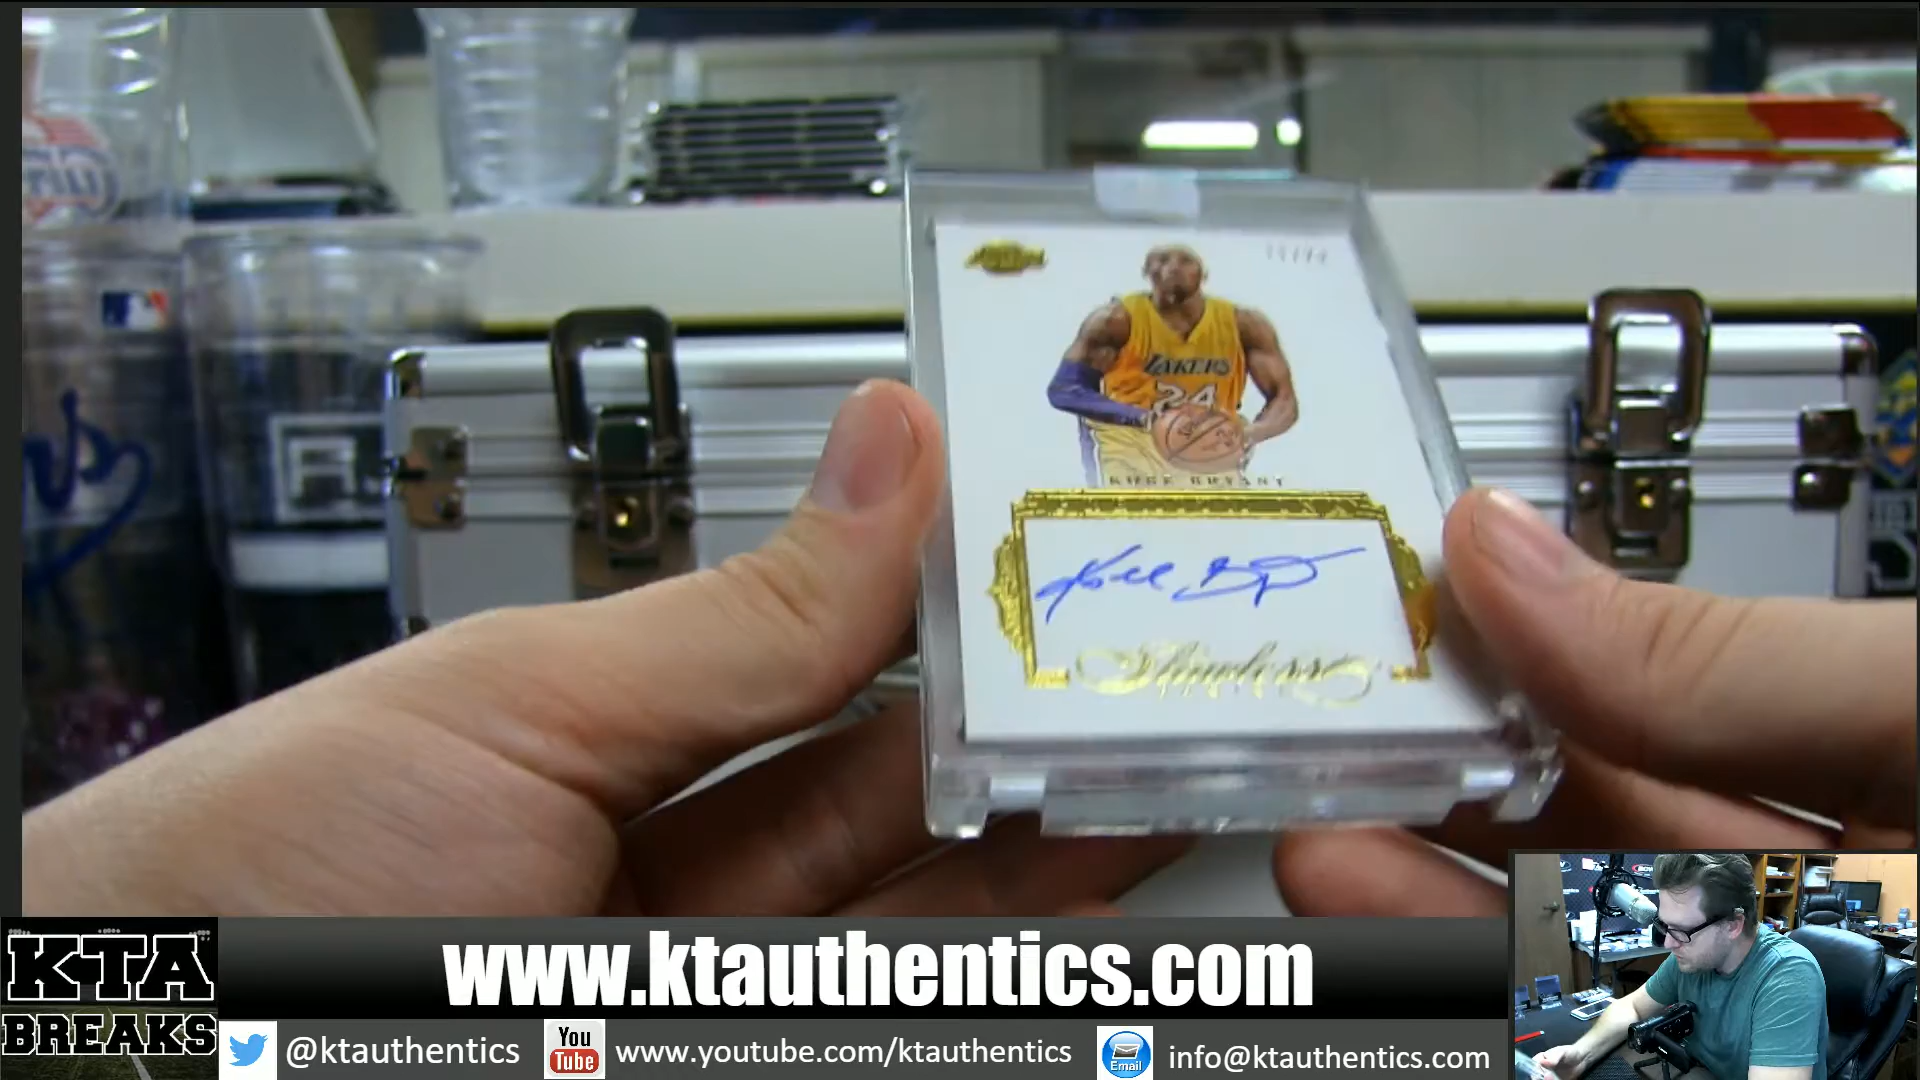 LAKERS
24
KOBE BRYANT
Flawless
www.ktauthentics.com
KTA
BREAKS
@ktauthentics
You
Tube
www.youtube.com/ktauthentics
Email
info@ktauthentics.com